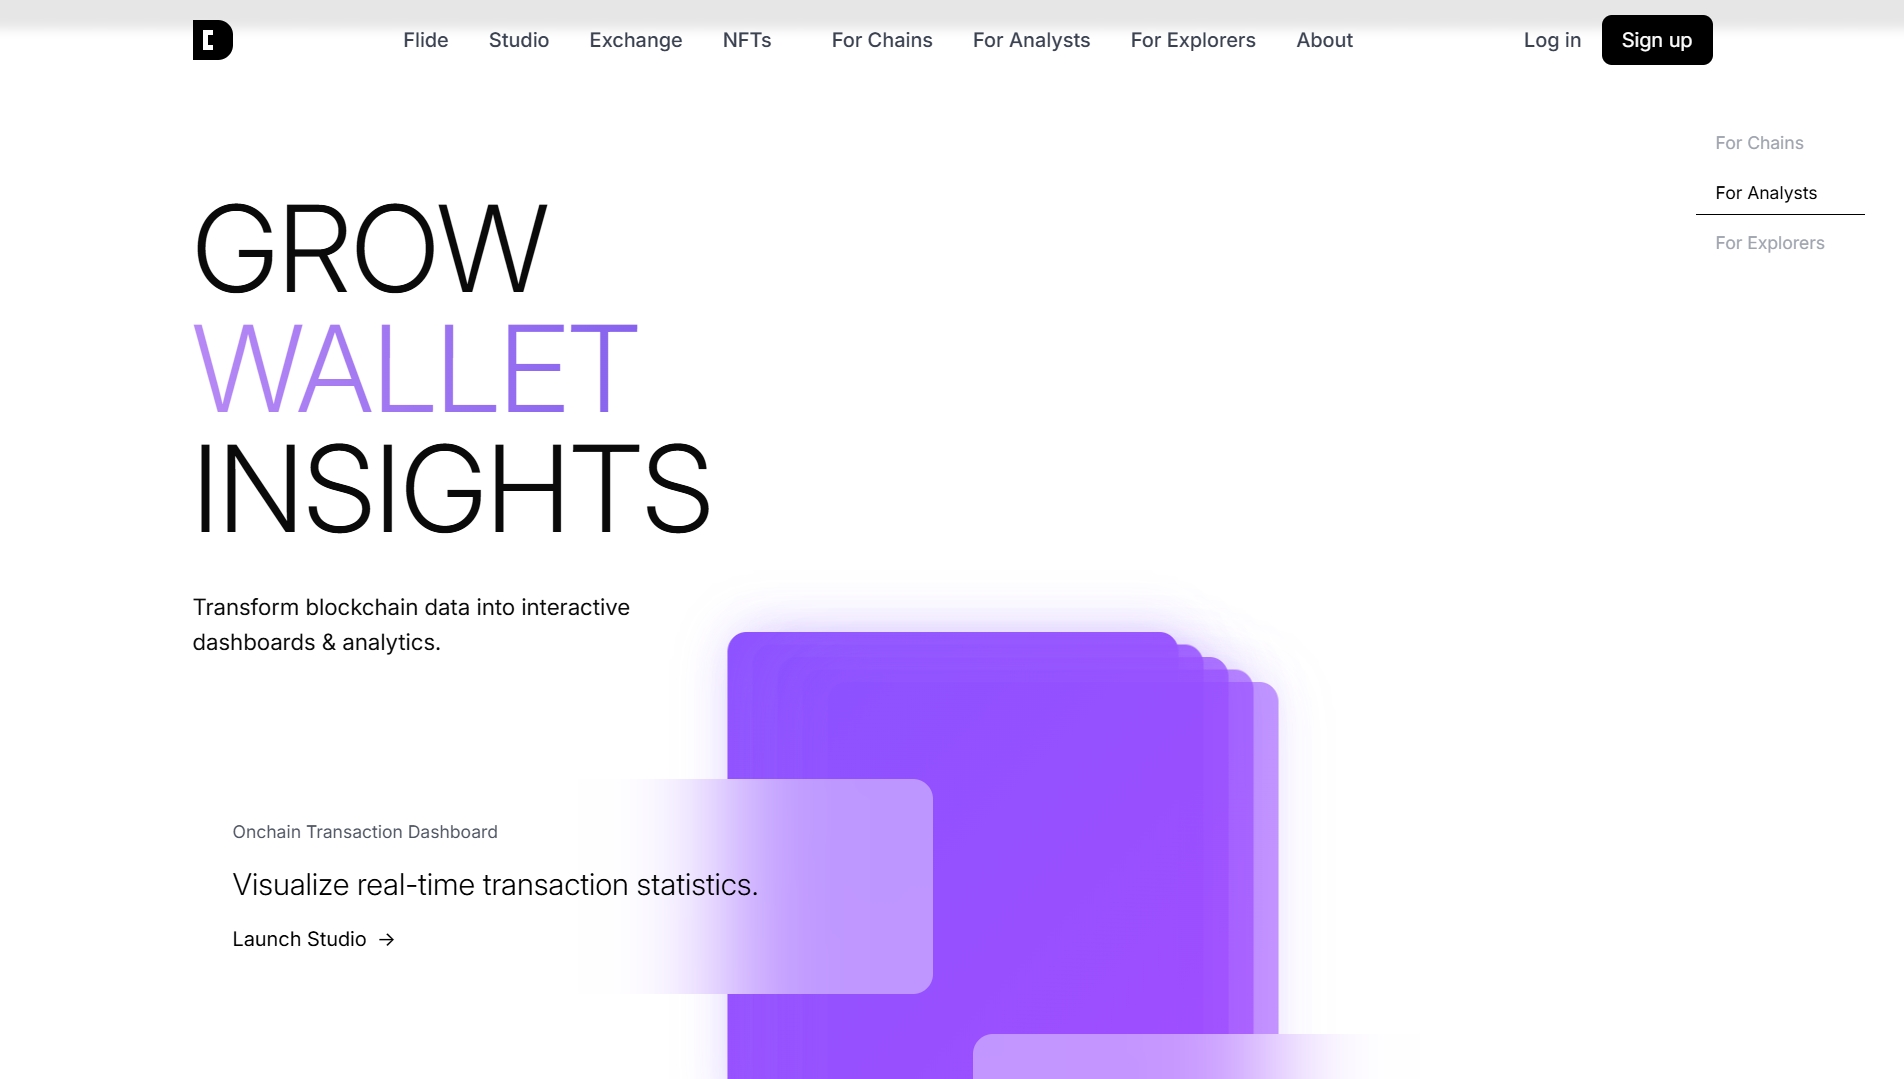 Flide Studio Exchange NFTs For Chains For Analysts For Explorers About Log in Sign up
For Chains
For Analysts
For Explorers
GROW
WALLET
INSIGHTS
Transform blockchain data into interactive
dashboards & analytics.
Onchain Transaction Dashboard
Visualize real-time transaction statistics.
Launch Studio →